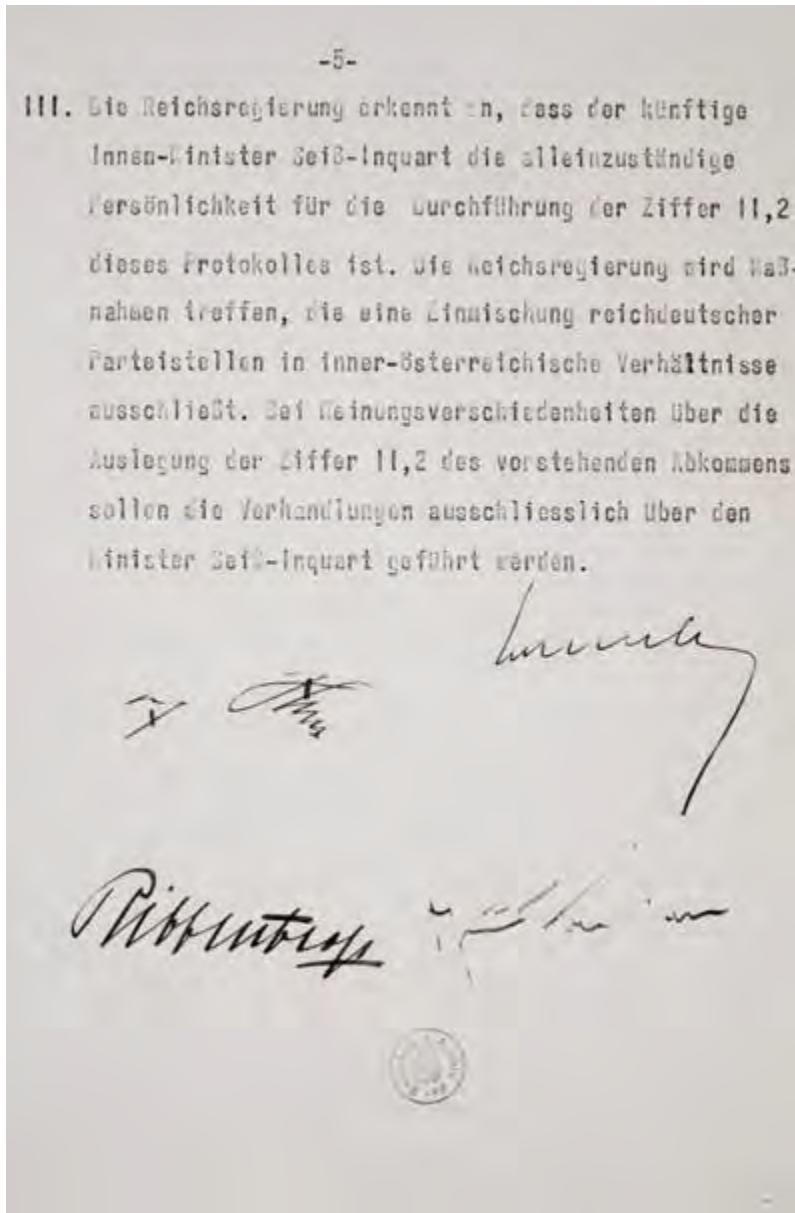 -5-
III. Die Reichsregierung erkennt an, dass der künftige
Innen-Minister Seiß-Inquart die alleinzuständige
Persönlichkeit für die Durchführung der Ziffer II,2
dieses Protokolles ist. Die Reichsregierung wird Maß-
nahmen treffen, die eine Einmischung reichdeutscher
Parteistellen in inner-österreichische Verhältnisse
ausschließt. Bei Meinungsverschiedenheiten über die
Auslegung der Ziffer II,2 des vorstehenden Abkommens
sollen die Verhandlungen ausschliesslich über den
Minister Seiß-Inquart geführt werden.
Ribbentrop